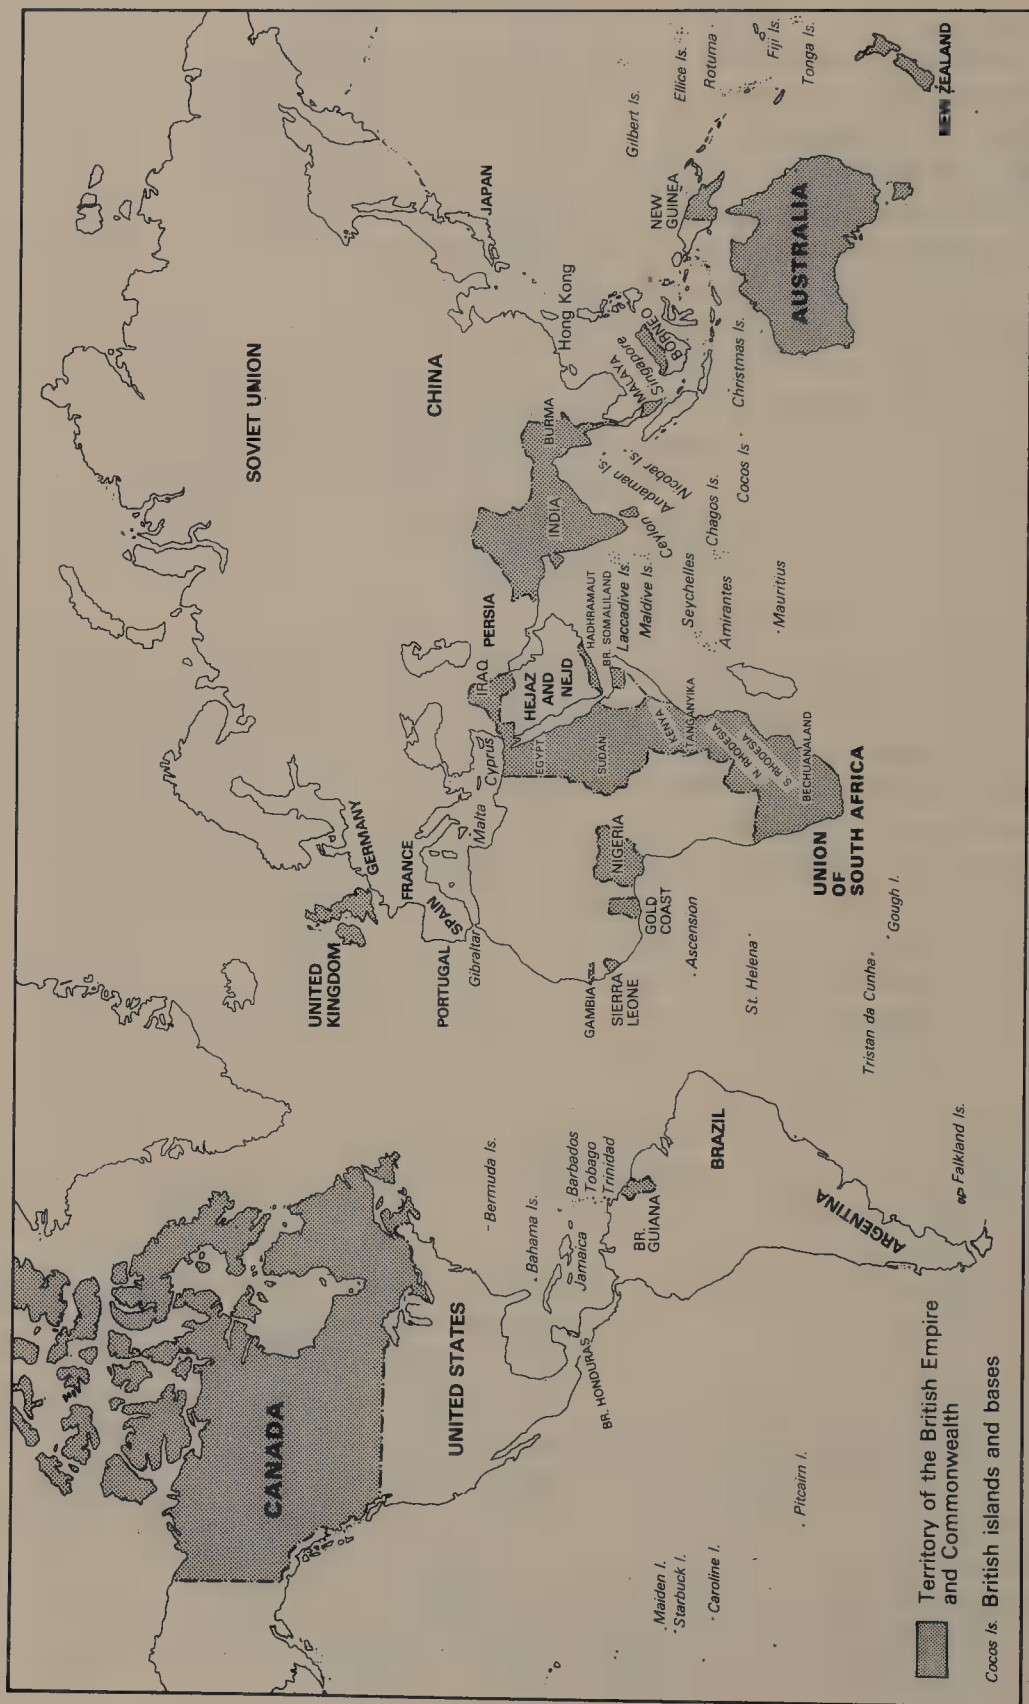 CANADA
UNITED STATES
Bermuda Is.
Bahama Is.
Jamaica
Barbados
Tobago
Trinidad
BR. HONDURAS
BR.
GUIANA
BRAZIL
ARGENTINA
Falkland Is.
Maiden I.
Starbuck I.
Caroline I.
Pitcairn I.
UNITED
KINGDOM
GERMANY
FRANCE
PORTUGAL
SPAIN
Gibraltar
Malta
Cyprus
GAMBIA
SIERRA
LEONE
GOLD
COAST
NIGERIA
Ascension
St. Helena
Tristan da Cunha
Gough I.
UNION
OF
SOUTH AFRICA
EGYPT
SUDAN
KENYA
TANGANYIKA
N. RHODESIA
S. RHODESIA
BECHUANALAND
SOVIET UNION
PERSIA
IRAQ
HEJAZ
AND
NEJD
HADHRAMAUT
BR. SOMALILAND
Laccadive Is.
Maldive Is.
Seychelles
Amirantes
Mauritius
Chagos Is.
Cocos Is
Christmas Is.
INDIA
Ceylon
Andaman Is.
Nicobar Is.
BURMA
CHINA
JAPAN
Hong Kong
MALAYA
Singapore
BORNEO
NEW
GUINEA
AUSTRALIA
NEW ZEALAND
Gilbert Is.
Ellice Is.
Rotuma
Fiji Is.
Tonga Is.
Territory of the British Empire
and Commonwealth
Cocos Is. British islands and bases